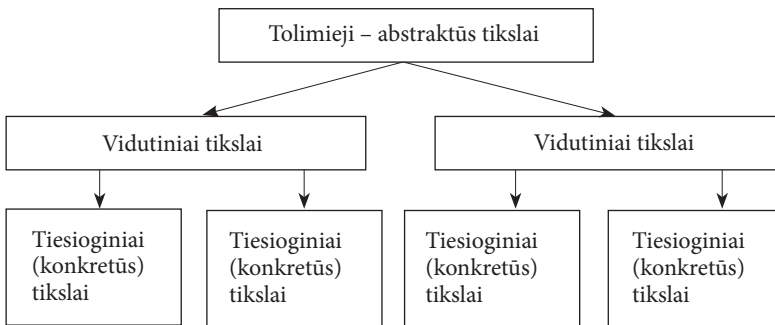 Tolimieji – abstraktūs tikslai
Vidutiniai tikslai
Vidutiniai tikslai
Tiesioginiai
(konkretūs)
tikslai
Tiesioginiai
(konkretūs)
tikslai
Tiesioginiai
(konkretūs)
tikslai
Tiesioginiai
(konkretūs)
tikslai